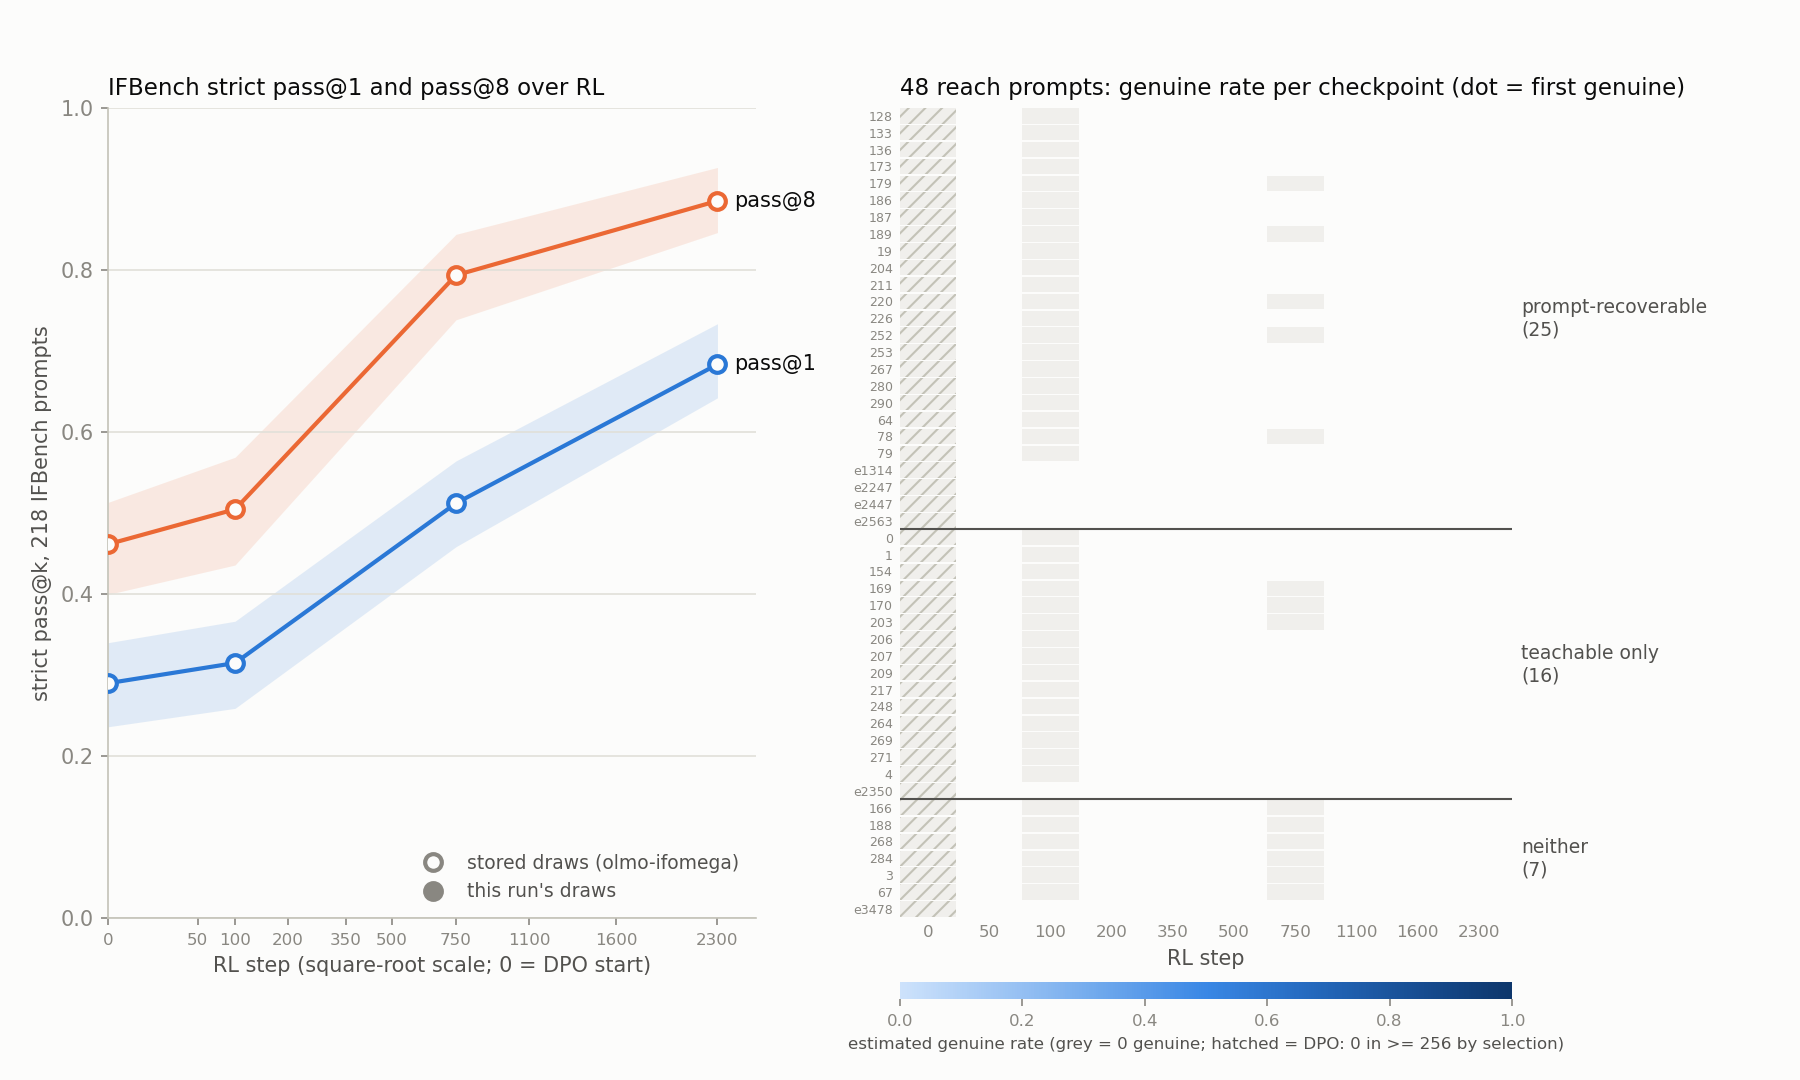 IFBench strict pass@1 and pass@8 over RL
strict pass@k, 218 IFBench prompts
1.0
0.8
0.6
0.4
0.2
0.0
pass@8
pass@1
stored draws (olmo-ifomega)
this run's draws
0 50 100 200 350 500 750 1100 1600 2300
RL step (square-root scale; 0 = DPO start)
48 reach prompts: genuine rate per checkpoint (dot = first genuine)
128
133
136
173
179
186
187
189
19
204
211
220
226
252
253
267
280
290
64
78
79
e1314
e2247
e2447
e2563
0
1
154
169
170
203
206
207
209
217
248
264
269
271
4
e2350
166
188
268
284
3
67
e3478
prompt-recoverable
(25)
teachable only
(16)
neither
(7)
0 50 100 200 350 500 750 1100 1600 2300
RL step
0.0 0.2 0.4 0.6 0.8 1.0
estimated genuine rate (grey = 0 genuine; hatched = DPO: 0 in >= 256 by selection)